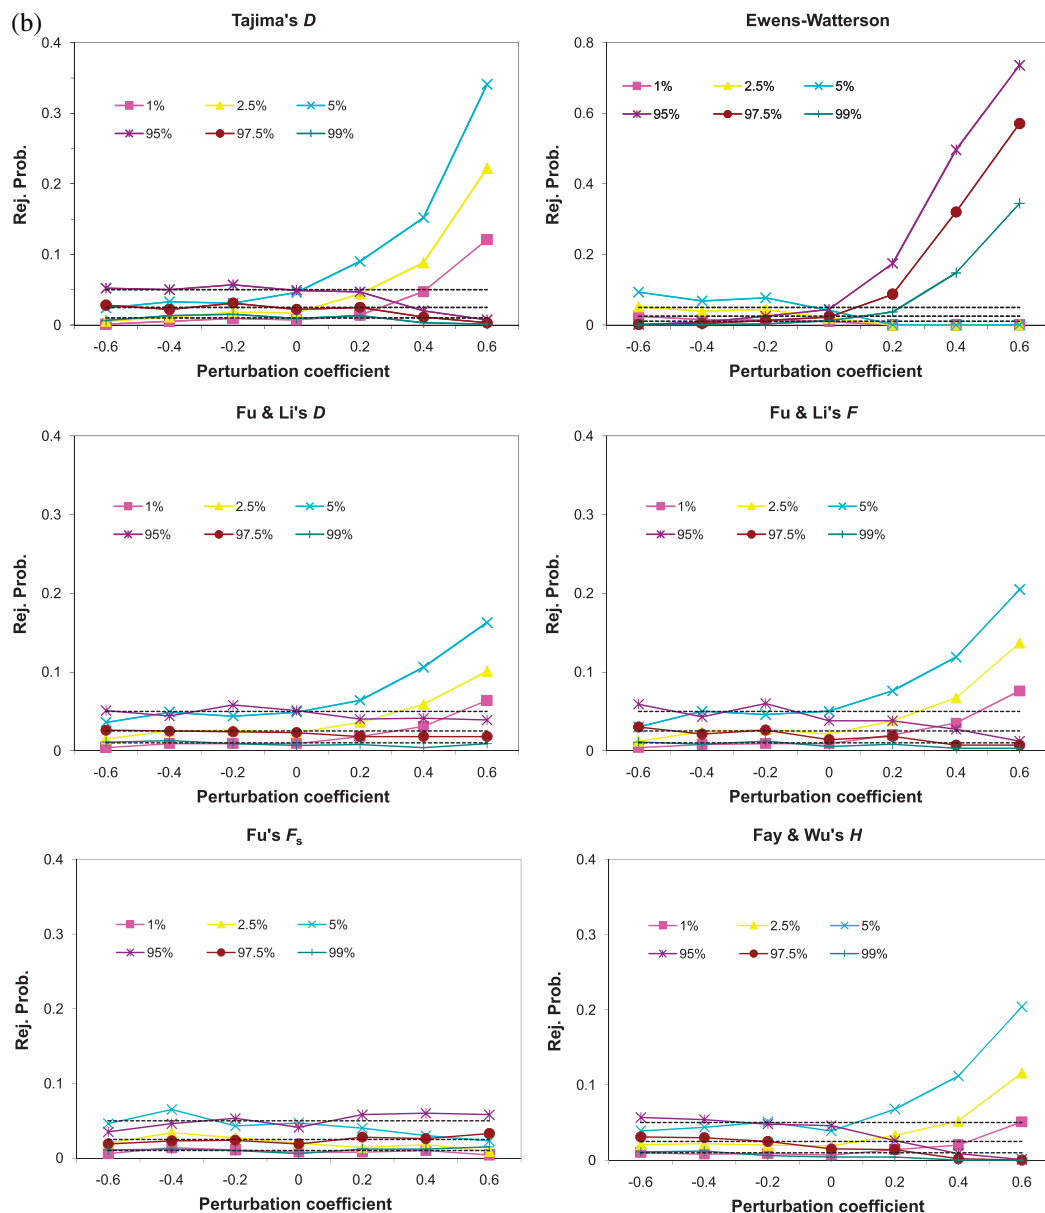 (b)
Tajima's D
0.4
0.3
0.2
0.1
0
Rej. Prob.
1% 2.5% 5%
95% 97.5% 99%
-0.6 -0.4 -0.2 0 0.2 0.4 0.6
Perturbation coefficient
Ewens-Watterson
0.8
0.6
0.4
0.2
0
Rej. Prob.
1% 2.5% 5%
95% 97.5% 99%
-0.6 -0.4 -0.2 0 0.2 0.4 0.6
Perturbation coefficient
Fu & Li's D
0.4
0.3
0.2
0.1
0
Rej. Prob.
1% 2.5% 5%
95% 97.5% 99%
-0.6 -0.4 -0.2 0 0.2 0.4 0.6
Perturbation coefficient
Fu & Li's F
0.4
0.3
0.2
0.1
0
Rej. Prob.
1% 2.5% 5%
95% 97.5% 99%
-0.6 -0.4 -0.2 0 0.2 0.4 0.6
Perturbation coefficient
Fu's Fs
0.4
0.3
0.2
0.1
0
Rej. Prob.
1% 2.5% 5%
95% 97.5% 99%
-0.6 -0.4 -0.2 0 0.2 0.4 0.6
Perturbation coefficient
Fay & Wu's H
0.4
0.3
0.2
0.1
0
Rej. Prob.
1% 2.5% 5%
95% 97.5% 99%
-0.6 -0.4 -0.2 0 0.2 0.4 0.6
Perturbation coefficient